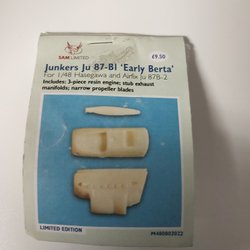 SAM LIMITED
£9.50
Junkers Ju 87-B1 'Early Berta'
For 1/48 Hasegawa and Airfix Ju 87B-2
Includes: 3-piece resin engine; stub exhaust
manifolds; narrow propeller blades
LIMITED EDITION
M480802022